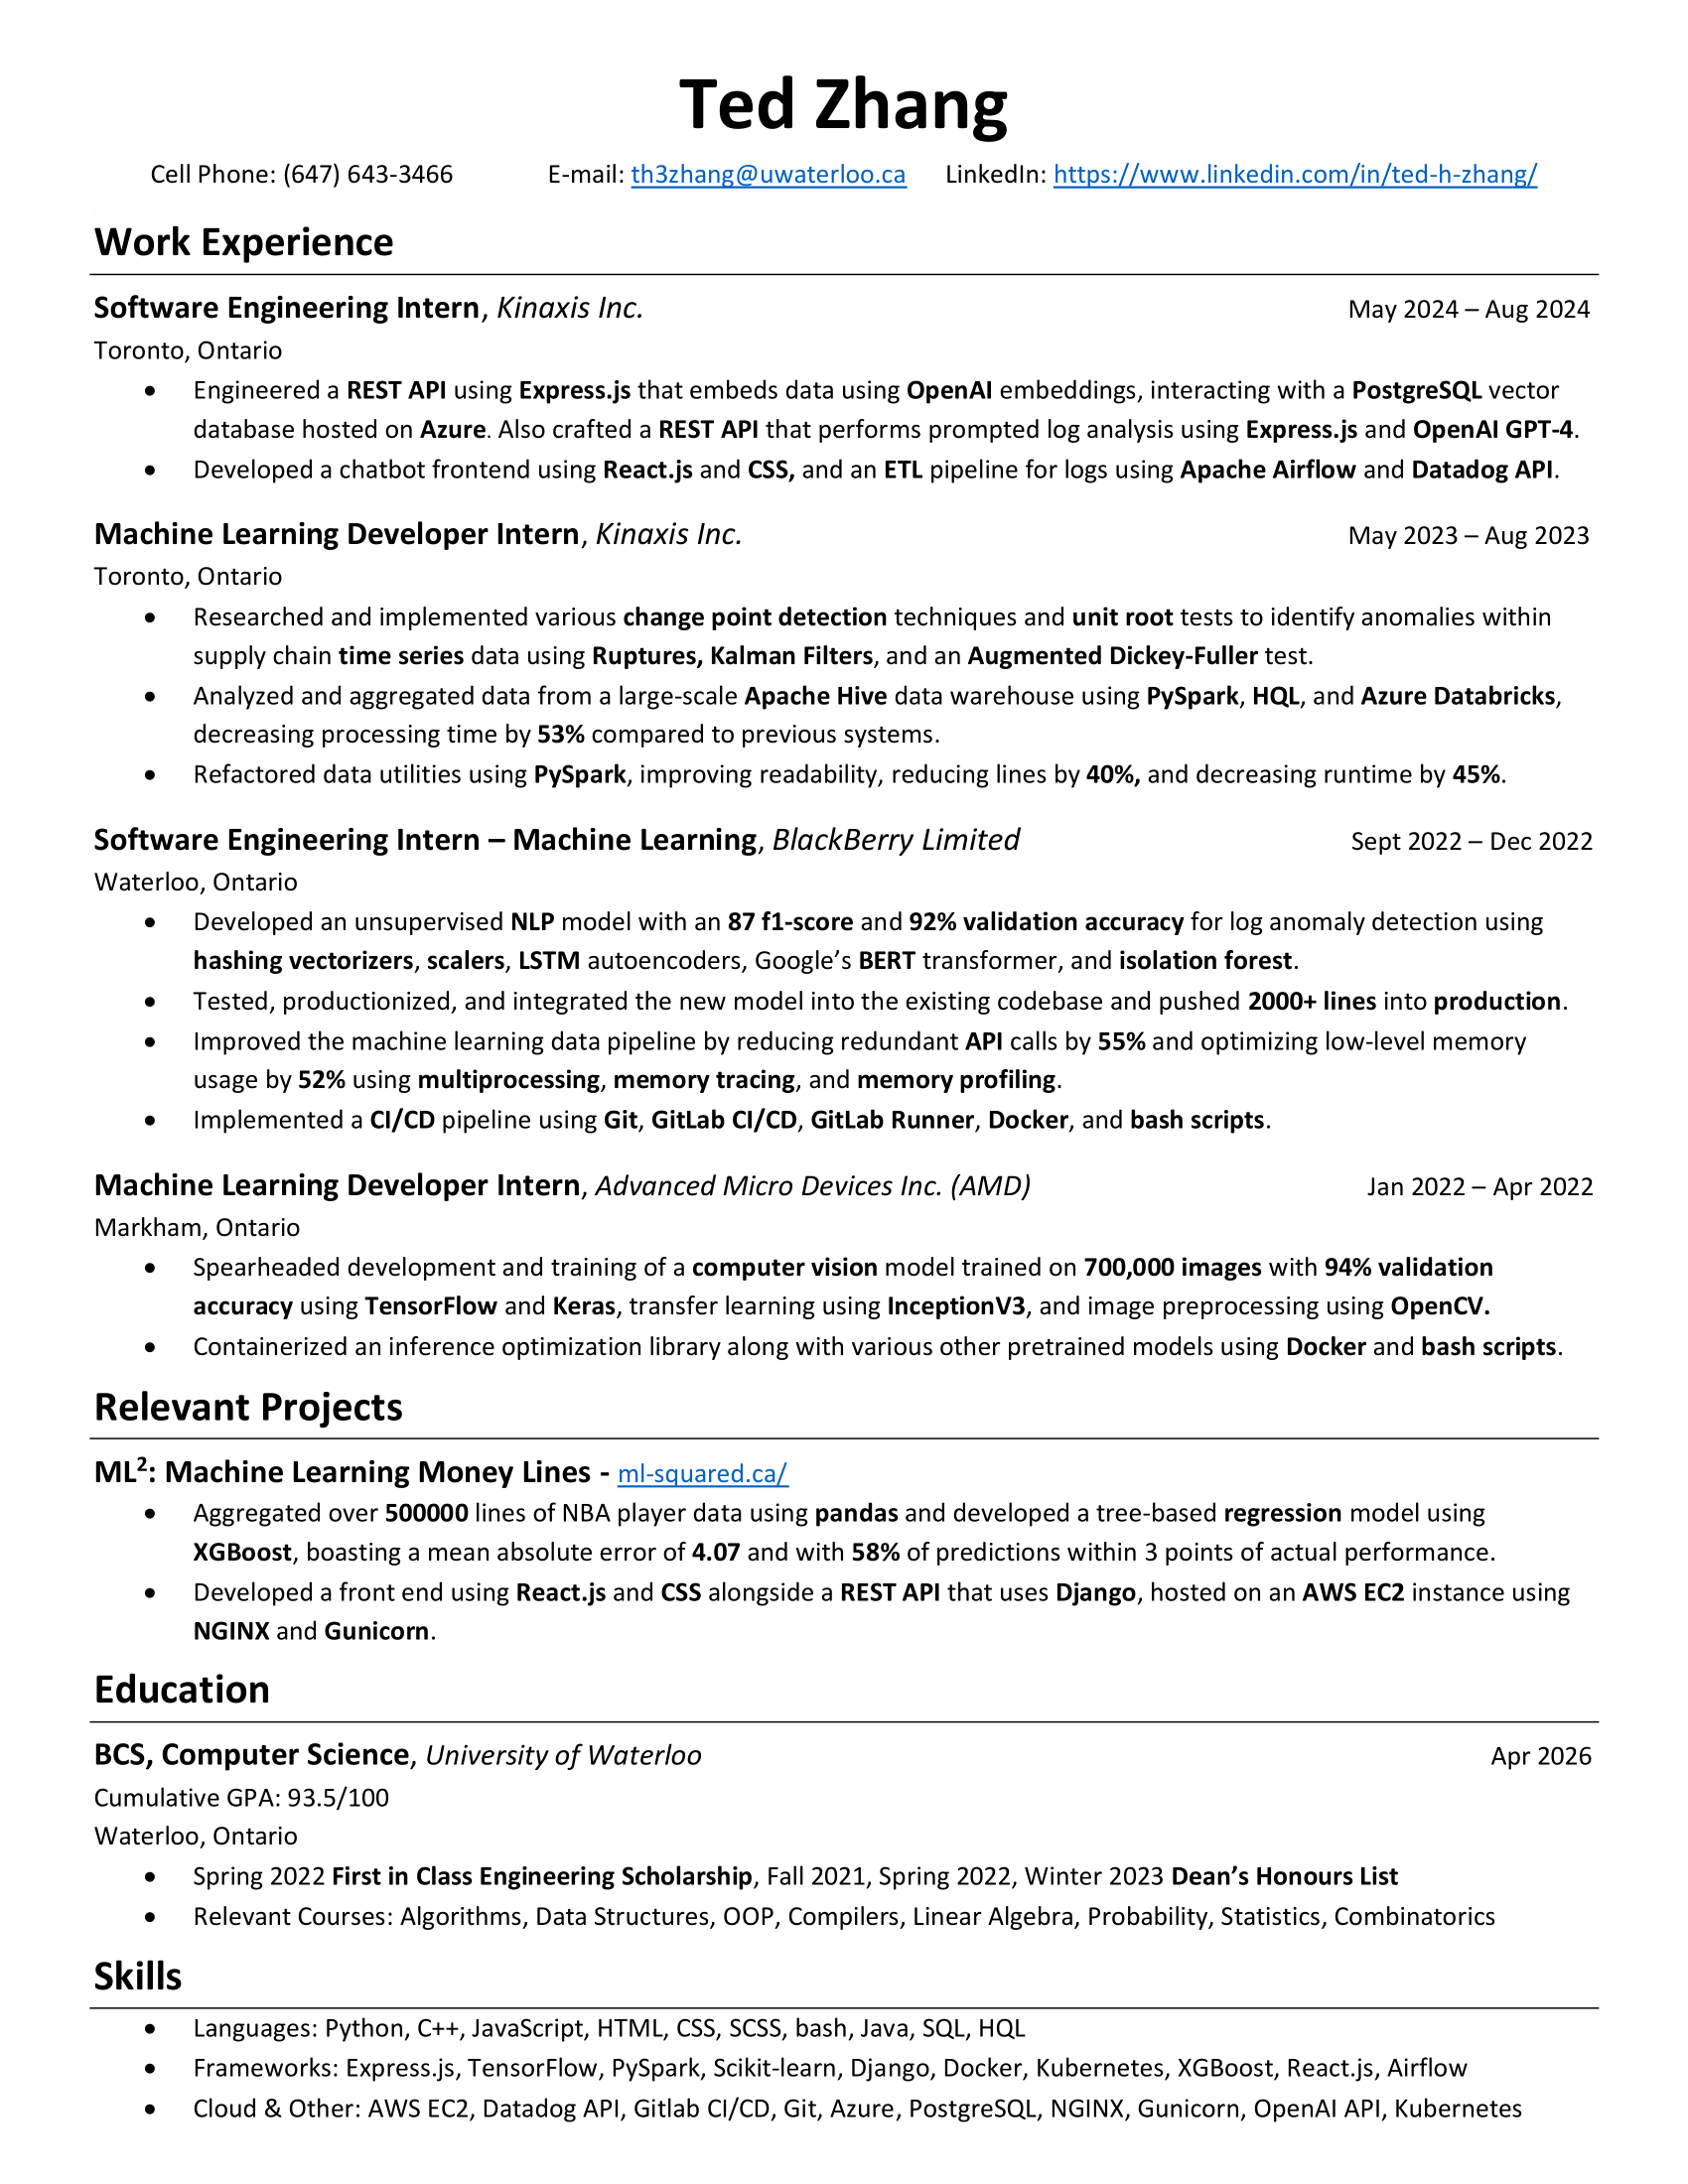 Ted Zhang
Cell Phone: (647) 643-3466 E-mail: th3zhang@uwaterloo.ca LinkedIn: https://www.linkedin.com/in/ted-h-zhang/
Work Experience
Software Engineering Intern, Kinaxis Inc. May 2024 – Aug 2024
Toronto, Ontario
• Engineered a REST API using Express.js that embeds data using OpenAI embeddings, interacting with a PostgreSQL vector
database hosted on Azure. Also crafted a REST API that performs prompted log analysis using Express.js and OpenAI GPT-4.
• Developed a chatbot frontend using React.js and CSS, and an ETL pipeline for logs using Apache Airflow and Datadog API.
Machine Learning Developer Intern, Kinaxis Inc. May 2023 – Aug 2023
Toronto, Ontario
• Researched and implemented various change point detection techniques and unit root tests to identify anomalies within
supply chain time series data using Ruptures, Kalman Filters, and an Augmented Dickey-Fuller test.
• Analyzed and aggregated data from a large-scale Apache Hive data warehouse using PySpark, HQL, and Azure Databricks,
decreasing processing time by 53% compared to previous systems.
• Refactored data utilities using PySpark, improving readability, reducing lines by 40%, and decreasing runtime by 45%.
Software Engineering Intern – Machine Learning, BlackBerry Limited Sept 2022 – Dec 2022
Waterloo, Ontario
• Developed an unsupervised NLP model with an 87 f1-score and 92% validation accuracy for log anomaly detection using
hashing vectorizers, scalers, LSTM autoencoders, Google’s BERT transformer, and isolation forest.
• Tested, productionized, and integrated the new model into the existing codebase and pushed 2000+ lines into production.
• Improved the machine learning data pipeline by reducing redundant API calls by 55% and optimizing low-level memory
usage by 52% using multiprocessing, memory tracing, and memory profiling.
• Implemented a CI/CD pipeline using Git, GitLab CI/CD, GitLab Runner, Docker, and bash scripts.
Machine Learning Developer Intern, Advanced Micro Devices Inc. (AMD) Jan 2022 – Apr 2022
Markham, Ontario
• Spearheaded development and training of a computer vision model trained on 700,000 images with 94% validation
accuracy using TensorFlow and Keras, transfer learning using InceptionV3, and image preprocessing using OpenCV.
• Containerized an inference optimization library along with various other pretrained models using Docker and bash scripts.
Relevant Projects
ML²: Machine Learning Money Lines - ml-squared.ca/
• Aggregated over 500000 lines of NBA player data using pandas and developed a tree-based regression model using
XGBoost, boasting a mean absolute error of 4.07 and with 58% of predictions within 3 points of actual performance.
• Developed a front end using React.js and CSS alongside a REST API that uses Django, hosted on an AWS EC2 instance using
NGINX and Gunicorn.
Education
BCS, Computer Science, University of Waterloo Apr 2026
Cumulative GPA: 93.5/100
Waterloo, Ontario
• Spring 2022 First in Class Engineering Scholarship, Fall 2021, Spring 2022, Winter 2023 Dean’s Honours List
• Relevant Courses: Algorithms, Data Structures, OOP, Compilers, Linear Algebra, Probability, Statistics, Combinatorics
Skills
• Languages: Python, C++, JavaScript, HTML, CSS, SCSS, bash, Java, SQL, HQL
• Frameworks: Express.js, TensorFlow, PySpark, Scikit-learn, Django, Docker, Kubernetes, XGBoost, React.js, Airflow
• Cloud & Other: AWS EC2, Datadog API, Gitlab CI/CD, Git, Azure, PostgreSQL, NGINX, Gunicorn, OpenAI API, Kubernetes